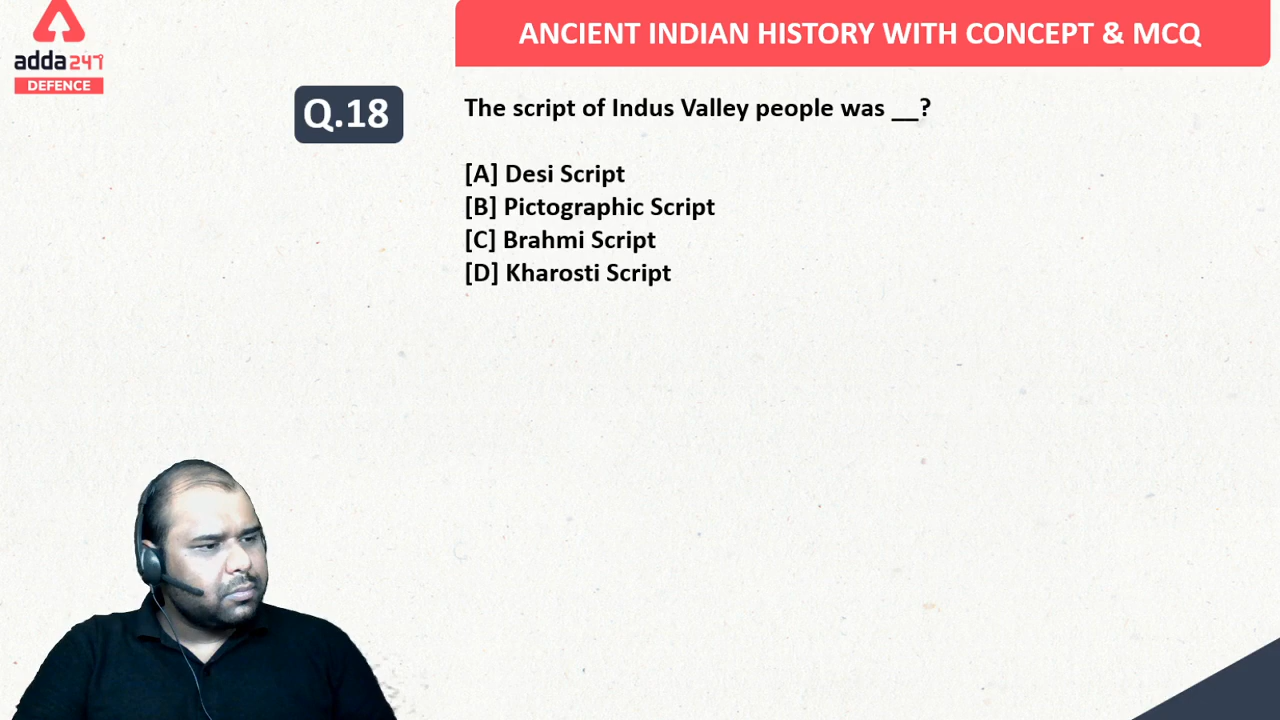 adda247
DEFENCE
ANCIENT INDIAN HISTORY WITH CONCEPT & MCQ
Q.18
The script of Indus Valley people was __?
[A] Desi Script
[B] Pictographic Script
[C] Brahmi Script
[D] Kharosti Script